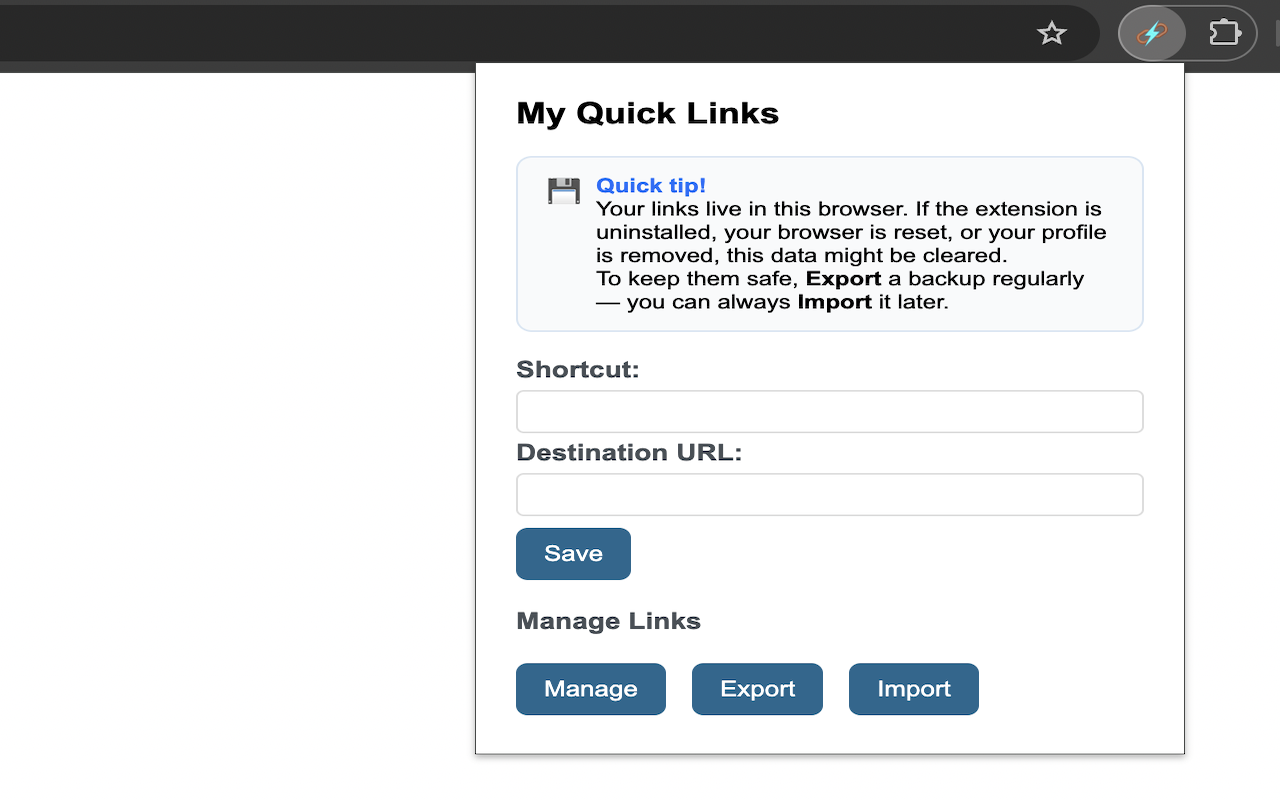 My Quick Links
Quick tip!
Your links live in this browser. If the extension is
uninstalled, your browser is reset, or your profile
is removed, this data might be cleared.
To keep them safe, Export a backup regularly
— you can always Import it later.
Shortcut:
Destination URL:
Save
Manage Links
Manage Export Import